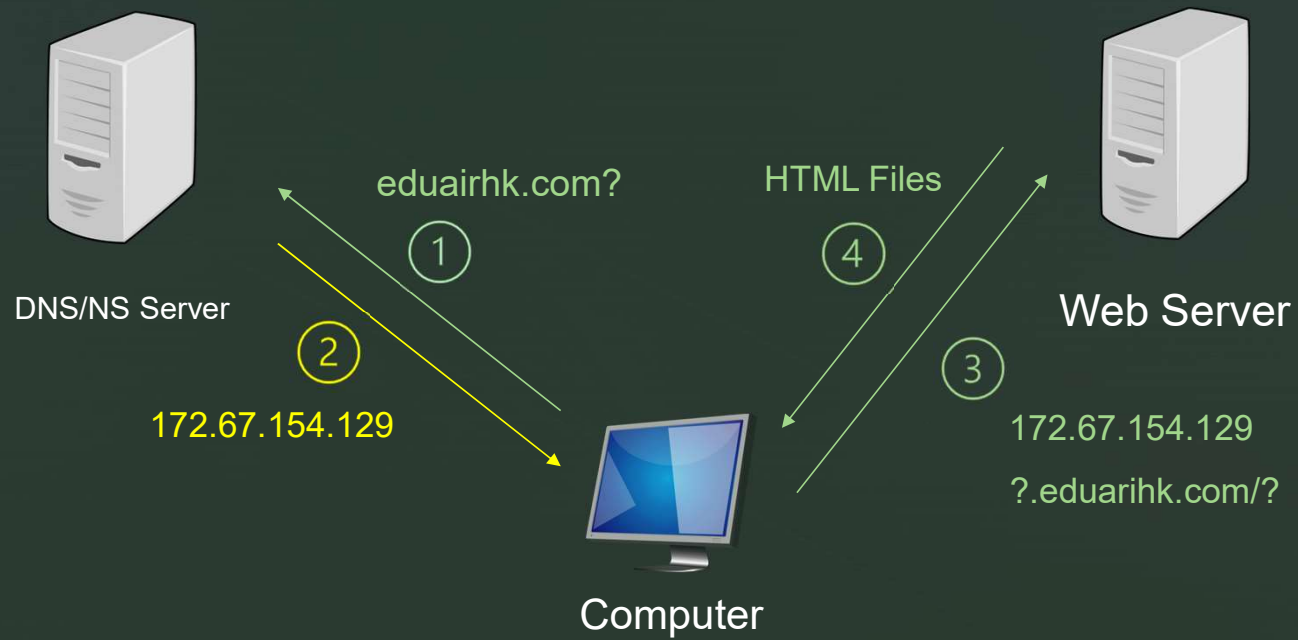 eduairhk.com?
1
HTML Files
4
DNS/NS Server
2
172.67.154.129
Web Server
3
172.67.154.129
?.eduarihk.com/?
Computer